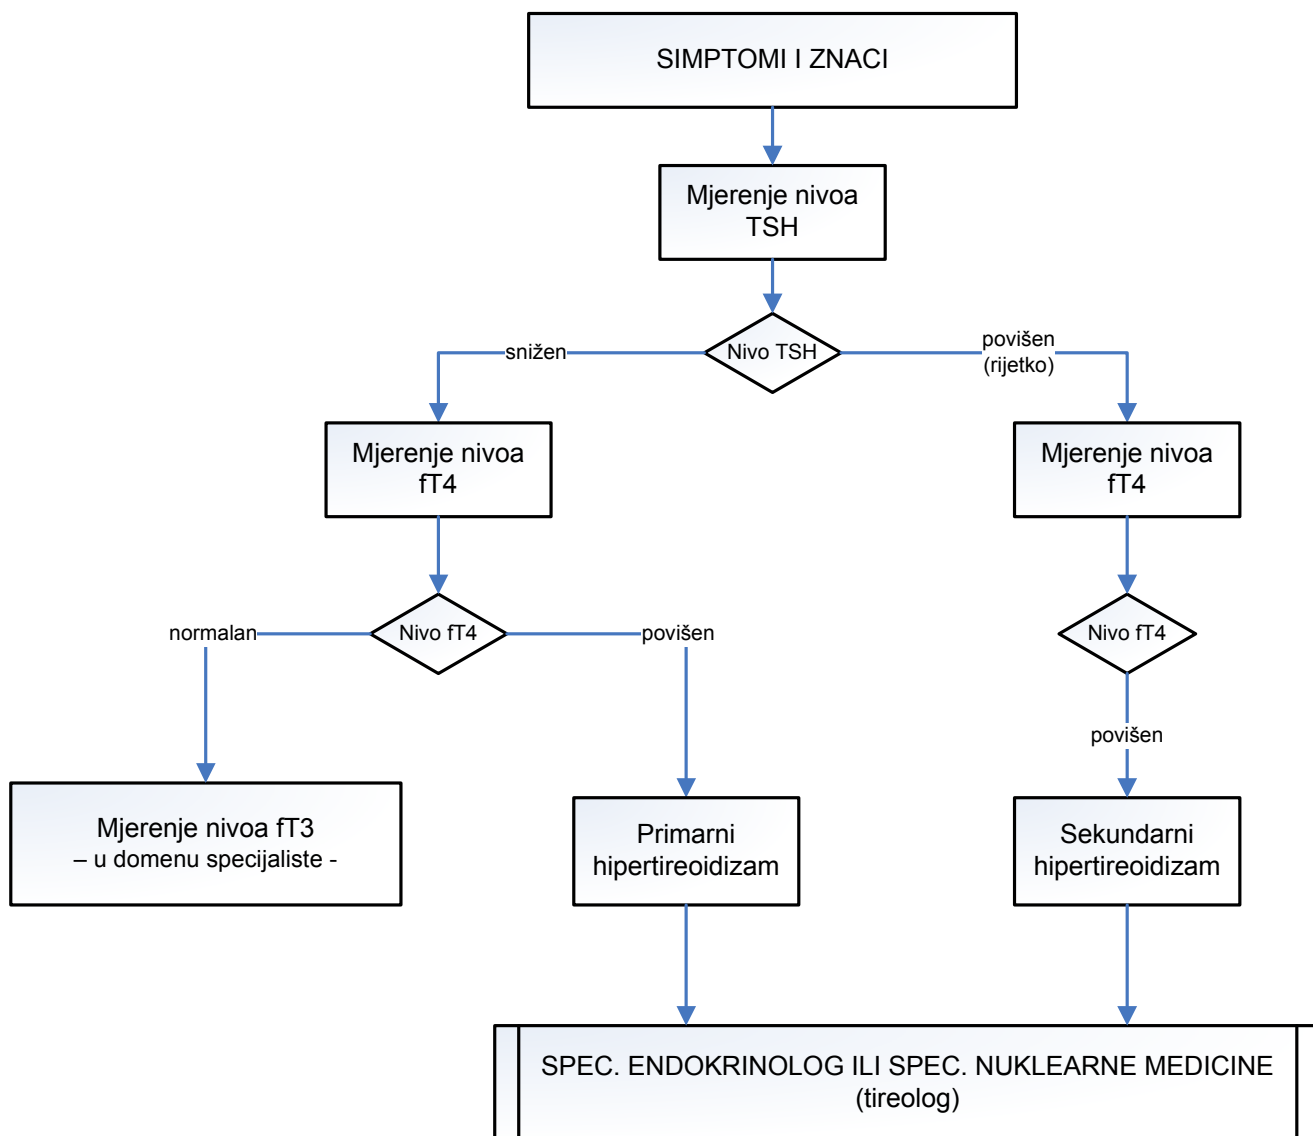 SIMPTOMI I ZNACI
Mjerenje nivoa
TSH
Nivo TSH
snižen
povišen
(rijetko)
Mjerenje nivoa
fT4
Mjerenje nivoa
fT4
Nivo fT4
normalan
povišen
Nivo fT4
povišen
Mjerenje nivoa fT3
– u domenu specijaliste -
Primarni
hipertireoidizam
Sekundarni
hipertireoidizam
SPEC. ENDOKRINOLOG ILI SPEC. NUKLEARNE MEDICINE
(tireolog)